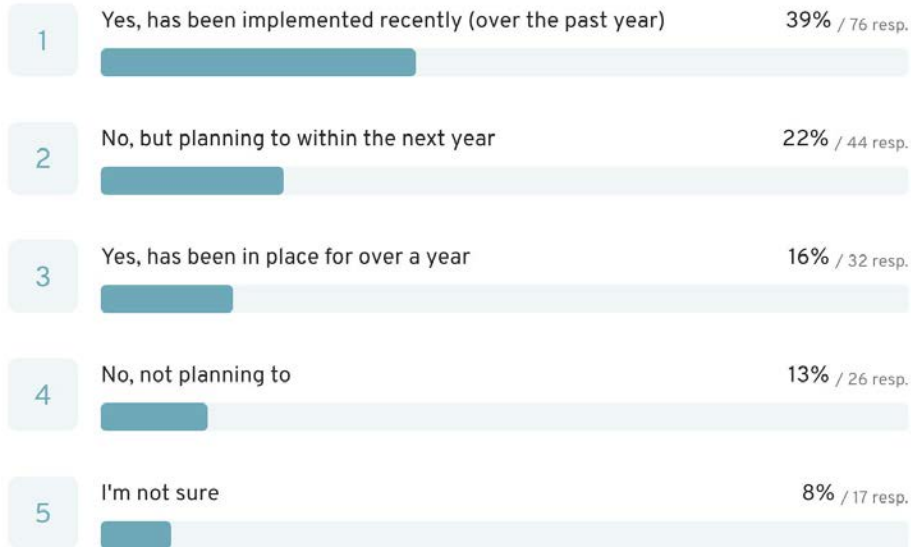 1 Yes, has been implemented recently (over the past year) 39% / 76 resp.
2 No, but planning to within the next year 22% / 44 resp.
3 Yes, has been in place for over a year 16% / 32 resp.
4 No, not planning to 13% / 26 resp.
5 I'm not sure 8% / 17 resp.